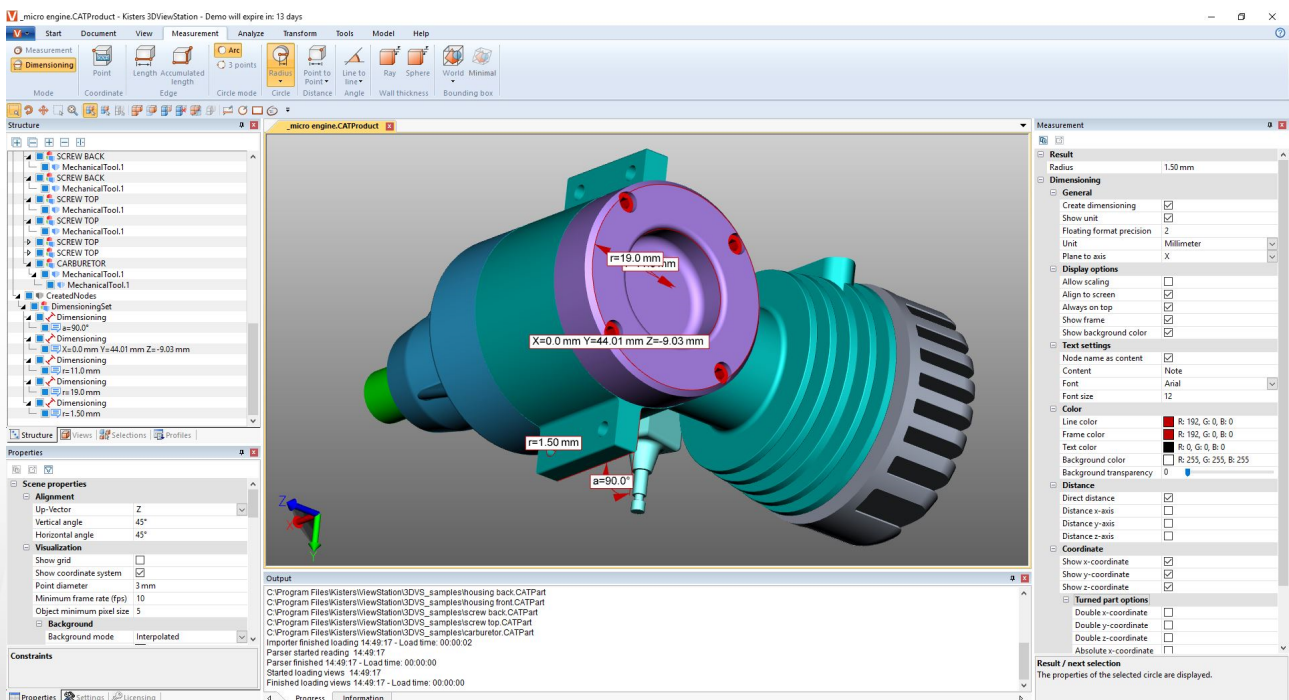 _micro engine.CATProduct - Kisters 3DViewStation - Demo will expire in: 13 days
Start Document View Measurement Analyze Transform Tools Model Help
Measurement
Dimensioning
Mode
Point
Coordinate
Length Accumulated length
Edge
Arc
3 points
Circle mode
Radius
Circle
Point to Point
Distance
Line to line
Angle
Ray Sphere
Wall thickness
World Minimal
Bounding box
Structure
SCREW BACK
MechanicalTool.1
SCREW BACK
MechanicalTool.1
SCREW TOP
MechanicalTool.1
SCREW TOP
MechanicalTool.1
SCREW TOP
SCREW TOP
CARBURETOR
MechanicalTool.1
MechanicalTool.1
CreatedNodes
DimensioningSet
Dimensioning
a=90.0°
Dimensioning
X=0.0 mm Y=44.01 mm Z=-9.03 mm
Dimensioning
r=11.0 mm
Dimensioning
r=19.0 mm
Dimensioning
r=1.50 mm
Structure Views Selections Profiles
Properties
Scene properties
Alignment
Up-Vector Z
Vertical angle 45°
Horizontal angle 45°
Visualization
Show grid
Show coordinate system
Point diameter 3 mm
Minimum frame rate (fps) 10
Object minimum pixel size 5
Background
Background mode Interpolated
Constraints
Properties Settings Licensing
_micro engine.CATProduct
r=19.0 mm
X=0.0 mm Y=44.01 mm Z=-9.03 mm
r=1.50 mm
a=90.0°
Z
X
Y
Output
C:\Program Files\Kisters\ViewStation\3DVS_samples\housing back.CATPart
C:\Program Files\Kisters\ViewStation\3DVS_samples\housing front.CATPart
C:\Program Files\Kisters\ViewStation\3DVS_samples\screw back.CATPart
C:\Program Files\Kisters\ViewStation\3DVS_samples\screw top.CATPart
C:\Program Files\Kisters\ViewStation\3DVS_samples\carburetor.CATPart
Importer finished loading 14:49:17 - Load time: 00:00:02
Parser started reading 14:49:17
Parser finished 14:49:17 - Load time: 00:00:00
Started loading views 14:49:17
Finished loading views 14:49:17 - Load time: 00:00:00
Progress Information
Measurement
Result
Radius 1.50 mm
Dimensioning
General
Create dimensioning
Show unit
Floating format precision 2
Unit Millimeter
Plane to axis X
Display options
Allow scaling
Align to screen
Always on top
Show frame
Show background color
Text settings
Node name as content
Content Note
Font Arial
Font size 12
Color
Line color R: 192, G: 0, B: 0
Frame color R: 192, G: 0, B: 0
Text color R: 0, G: 0, B: 0
Background color R: 255, G: 255, B: 255
Background transparency 0
Distance
Direct distance
Distance x-axis
Distance y-axis
Distance z-axis
Coordinate
Show x-coordinate
Show y-coordinate
Show z-coordinate
Turned part options
Double x-coordinate
Double y-coordinate
Double z-coordinate
Absolute x-coordinate
Result / next selection
The properties of the selected circle are displayed.